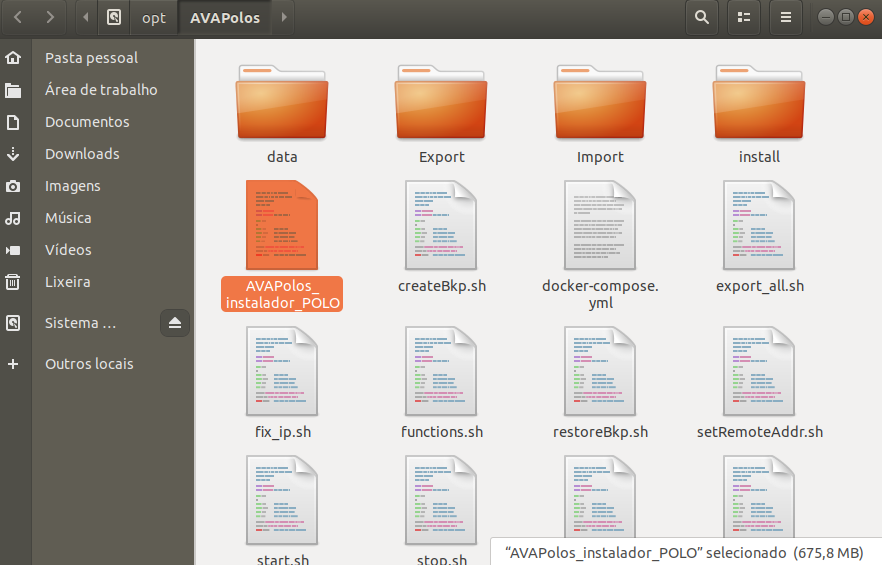 opt
AVAPolos
Pasta pessoal
Área de trabalho
Documentos
Downloads
Imagens
Música
Vídeos
Lixeira
Sistema ...
Outros locais
data
Export
Import
install
AVAPolos_
instalador_POLO
createBkp.sh
docker-compose.
yml
export_all.sh
fix_ip.sh
functions.sh
restoreBkp.sh
setRemoteAddr.sh
start.sh
stop.sh
“AVAPolos_instalador_POLO” selecionado (675,8 MB)